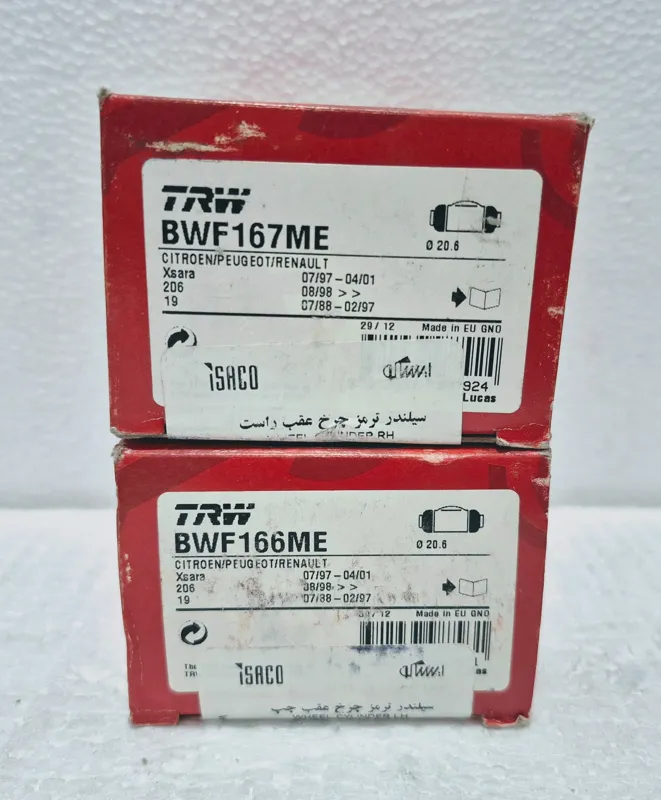 TRW
BWF167ME
Ø 20.6
CITROEN/PEUGEOT/RENAULT
Xsara 07/97-04/01
206 08/98 > >
19 07/88-02/97
29/12 Made in EU GNO
924
Lucas
ISACO ایساکو
سیلندر ترمز چرخ عقب راست
WHEEL CYLINDER RH
TRW
BWF166ME
Ø 20.6
CITROEN/PEUGEOT/RENAULT
Xsara 07/97-04/01
206 08/98 > >
19 07/88-02/97
Made in EU GNO
ISACO ایساکو
سیلندر ترمز چرخ عقب چپ
WHEEL CYLINDER LH